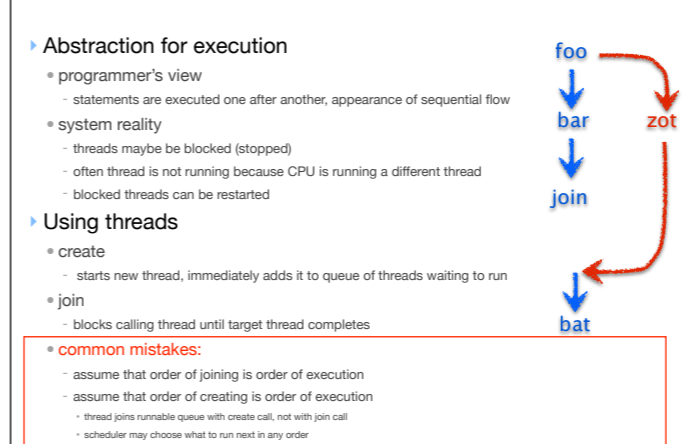 Abstraction for execution
programmer's view
statements are executed one after another, appearance of sequential flow
system reality
threads maybe be blocked (stopped)
often thread is not running because CPU is running a different thread
blocked threads can be restarted
Using threads
create
starts new thread, immediately adds it to queue of threads waiting to run
join
blocks calling thread until target thread completes
common mistakes:
assume that order of joining is order of execution
assume that order of creating is order of execution
thread joins runnable queue with create call, not with join call
scheduler may choose what to run next in any order
foo
bar
zot
join
bat